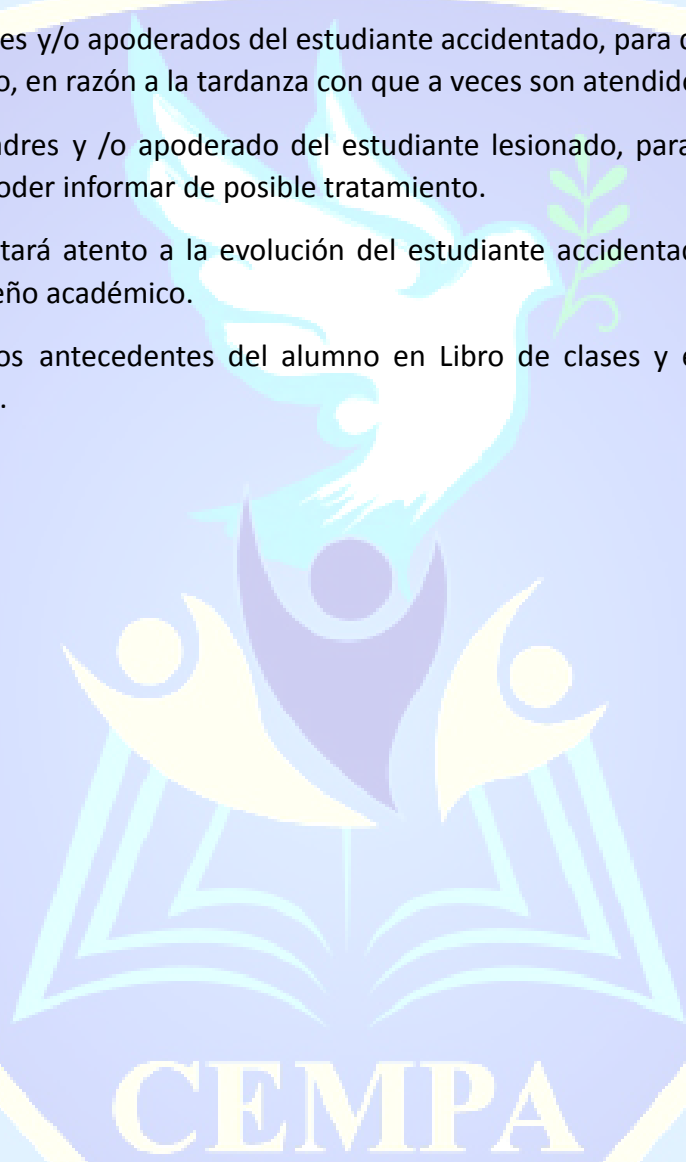 es y/o apoderados del estudiante accidentado, para
o, en razón a la tardanza con que a veces son atendid
adres y /o apoderado del estudiante lesionado, para
oder informar de posible tratamiento.
tará atento a la evolución del estudiante accidenta
eño académico.
os antecedentes del alumno en Libro de clases y
.
CEMPA